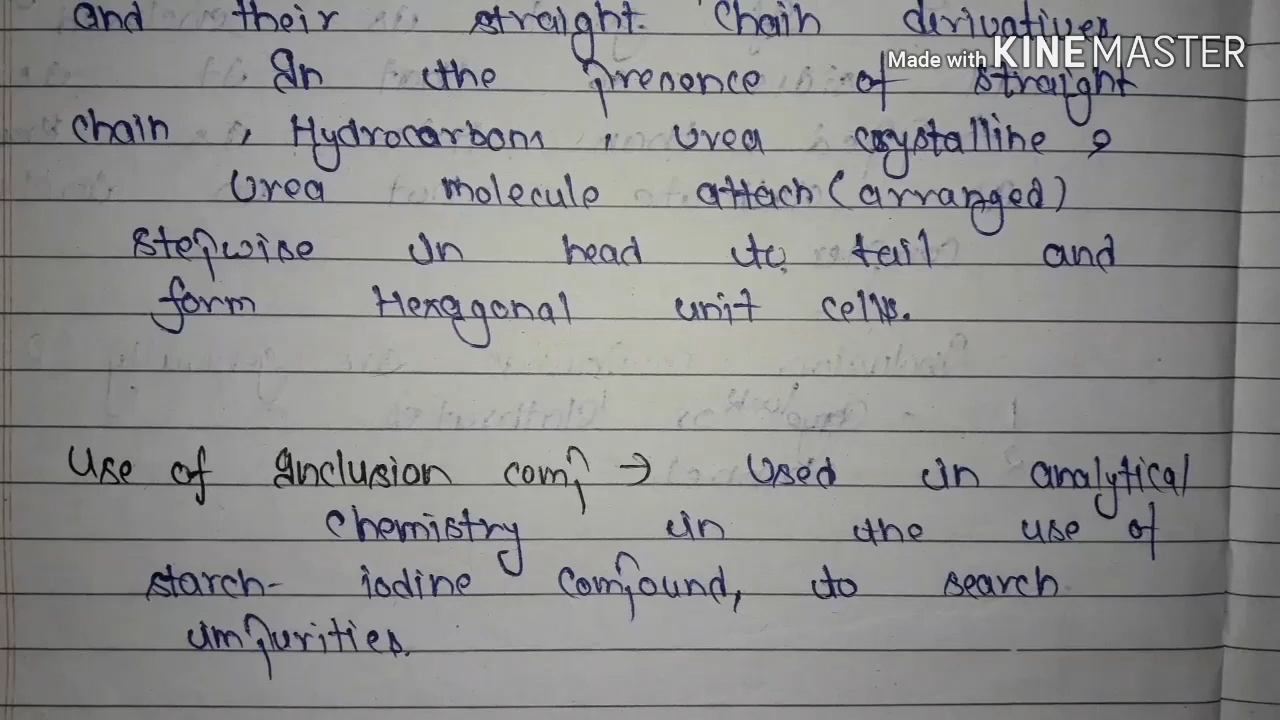 and their straight chain derivatives
Made with KINEMASTER
In the presence of straight
chain, Hydrocarbons, urea crystalline,
Urea molecule attach (arranged)
stepwise in head to tail and
form Hexagonal unit cells.
Use of Inclusion comp → Used in analytical
chemistry in the use of
starch- iodine compound, to search
impurities.